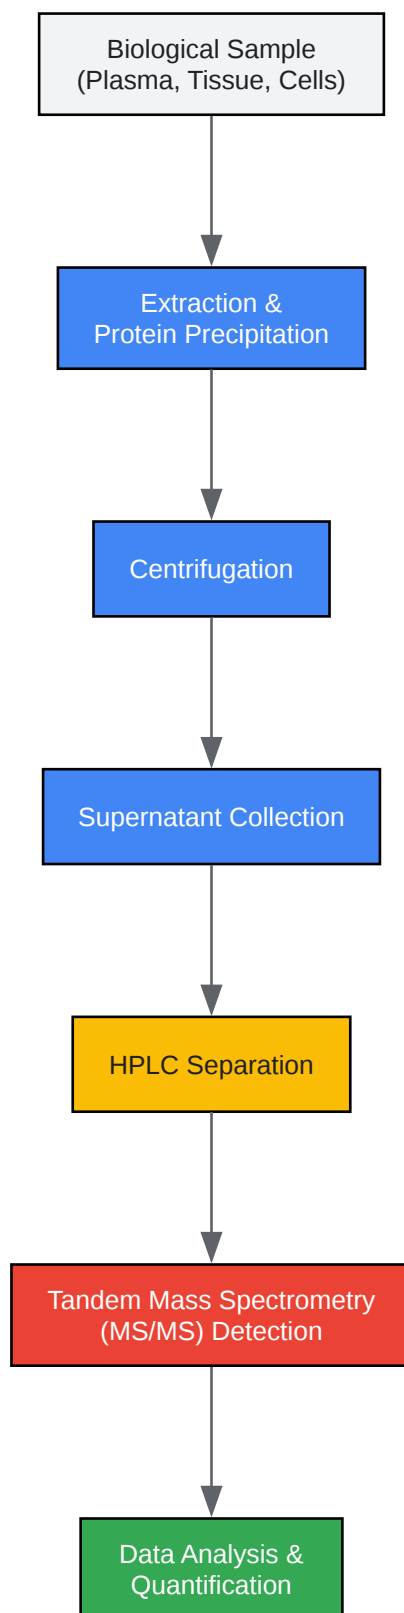 Biological Sample
(Plasma, Tissue, Cells)
Extraction &
Protein Precipitation
Centrifugation
Supernatant Collection
HPLC Separation
Tandem Mass Spectrometry
(MS/MS) Detection
Data Analysis &
Quantification